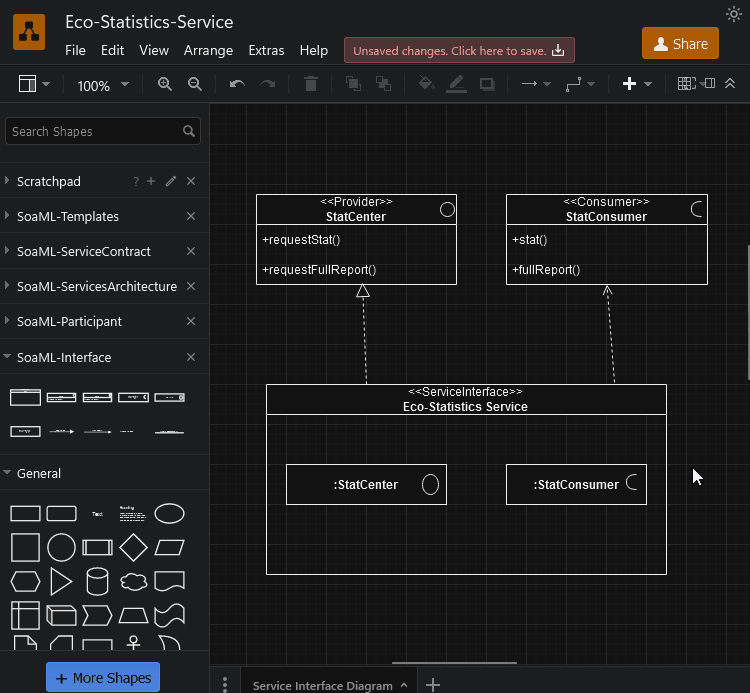 Eco-Statistics-Service
File Edit View Arrange Extras Help
Unsaved changes. Click here to save.
Share
100%
Search Shapes
Scratchpad ?
SoaML-Templates
SoaML-ServiceContract
SoaML-ServicesArchitecture
SoaML-Participant
SoaML-Interface
General
Text
Heading
More Shapes
<<Provider>>
StatCenter
+requestStat()
+requestFullReport()
<<Consumer>>
StatConsumer
+stat()
+fullReport()
<<ServiceInterface>>
Eco-Statistics Service
:StatCenter
:StatConsumer
Service Interface Diagram